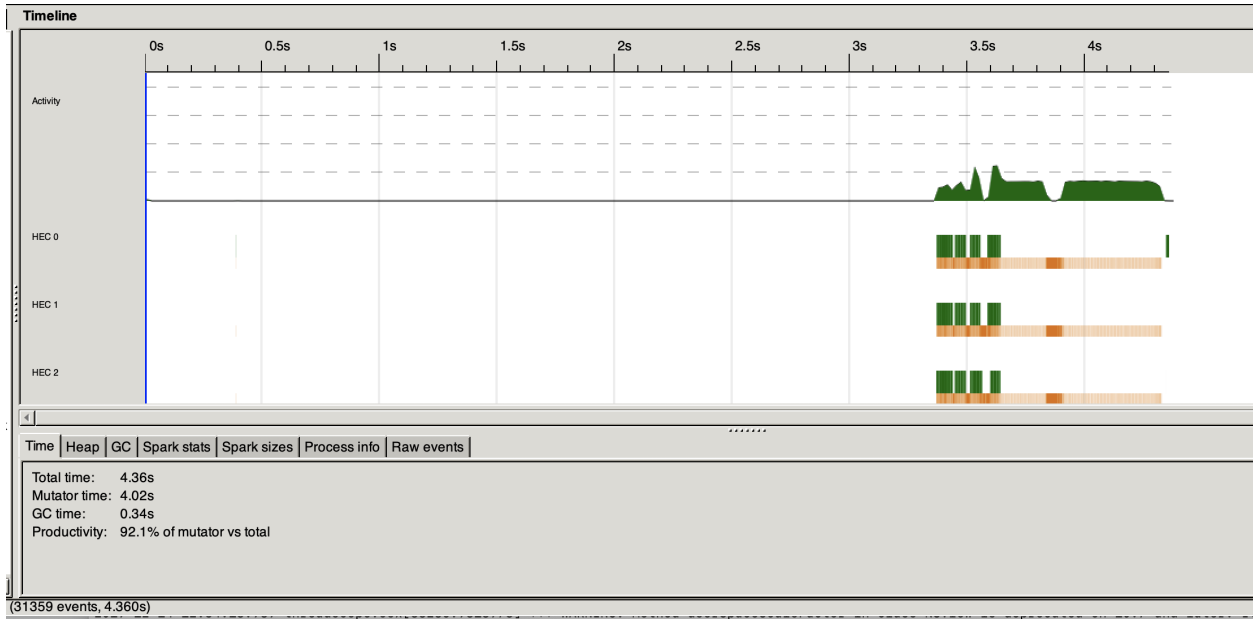 Timeline
0s 0.5s 1s 1.5s 2s 2.5s 3s 3.5s 4s
Activity
HEC 0
HEC 1
HEC 2
Time Heap GC Spark stats Spark sizes Process info Raw events
Total time: 4.36s
Mutator time: 4.02s
GC time: 0.34s
Productivity: 92.1% of mutator vs total
(31359 events, 4.360s)